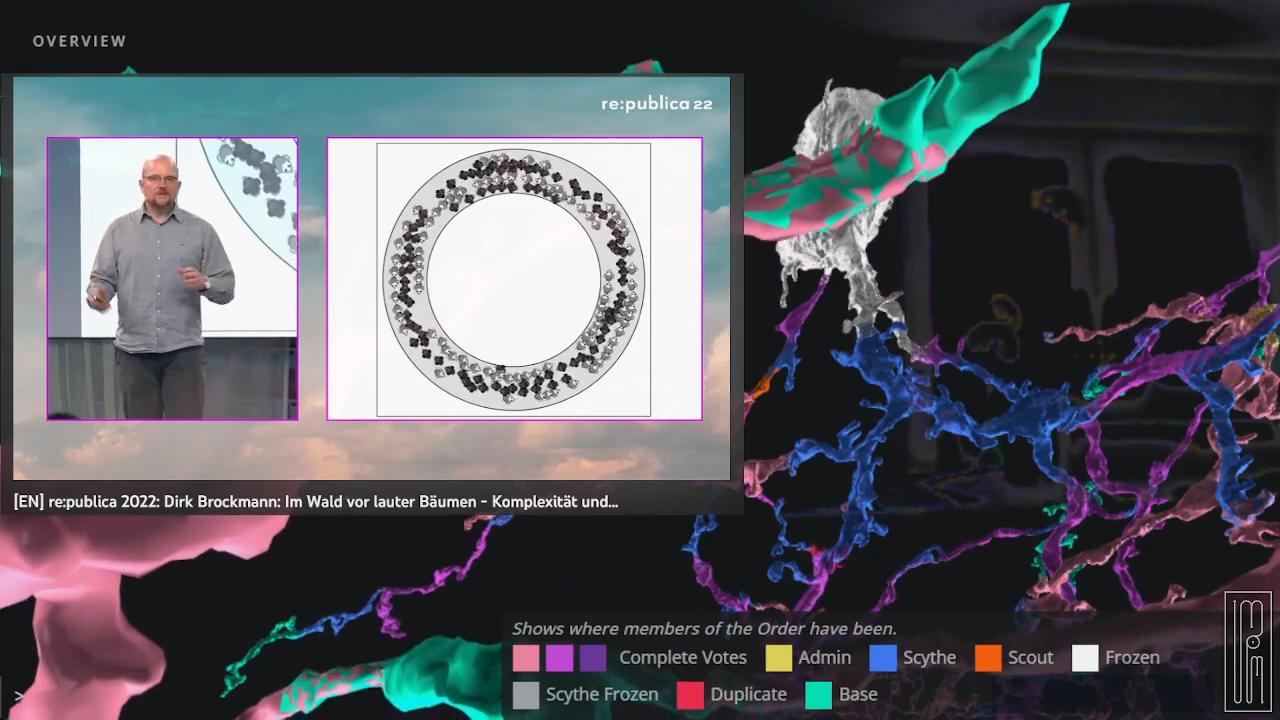 OVERVIEW
re:publica 22
[EN] re:publica 2022: Dirk Brockmann: Im Wald vor lauter Bäumen - Komplexität und...
Shows where members of the Order have been.
Complete Votes Admin Scythe Scout Frozen
Scythe Frozen Duplicate Base
>